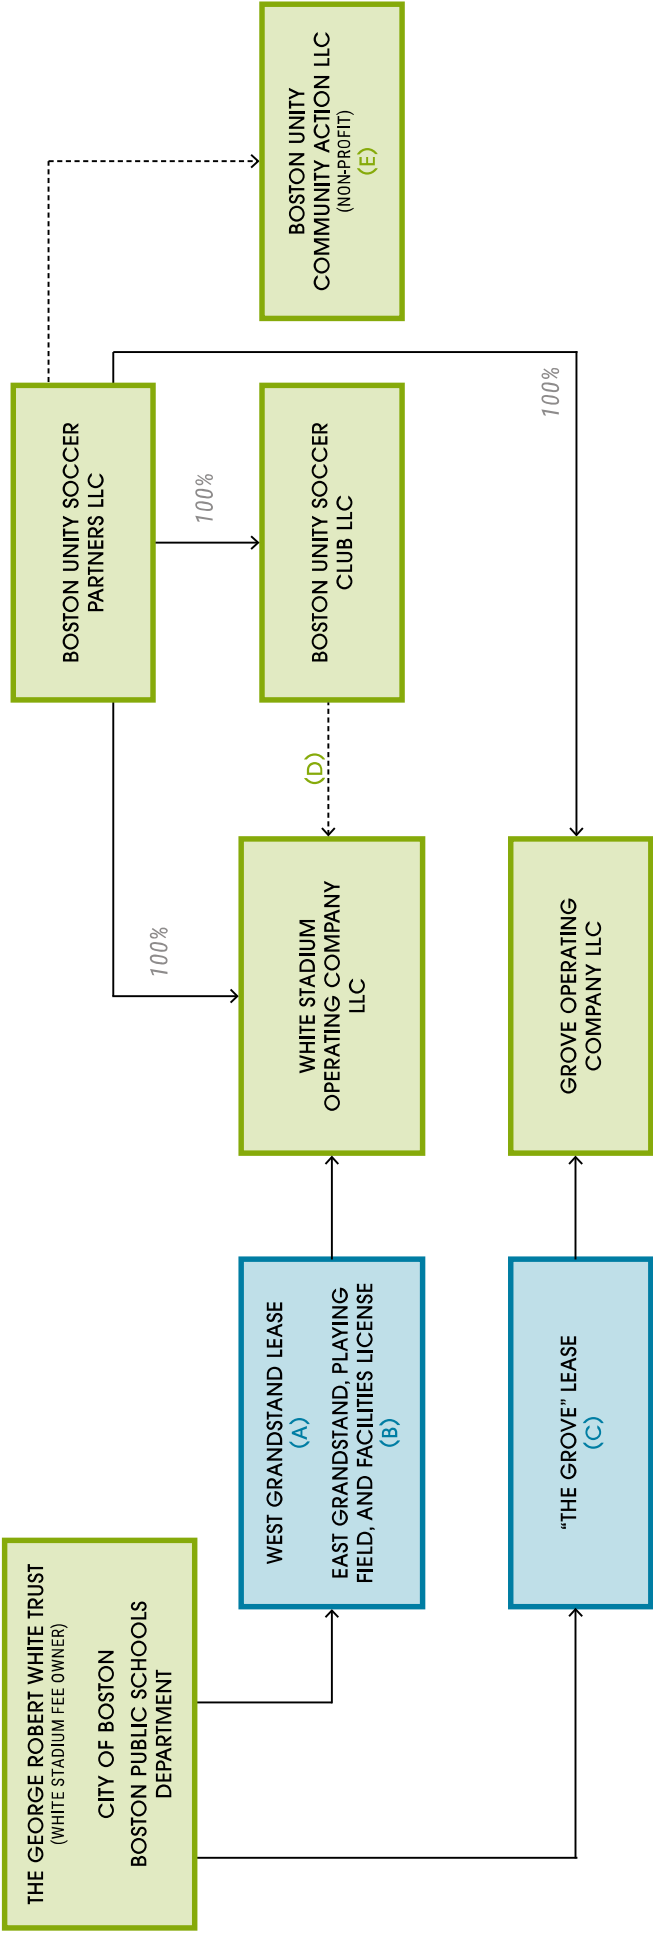 THE GEORGE ROBERT WHITE TRUST
(WHITE STADIUM FEE OWNER)
CITY OF BOSTON
BOSTON PUBLIC SCHOOLS
DEPARTMENT
BOSTON UNITY SOCCER
PARTNERS LLC
100%
100%
WEST GRANDSTAND LEASE
(A)
EAST GRANDSTAND, PLAYING
FIELD, AND FACILITIES LICENSE
(B)
WHITE STADIUM
OPERATING COMPANY
LLC
(D)
BOSTON UNITY SOCCER
CLUB LLC
BOSTON UNITY
COMMUNITY ACTION LLC
(NON-PROFIT)
(E)
100%
“THE GROVE” LEASE
(C)
GROVE OPERATING
COMPANY LLC